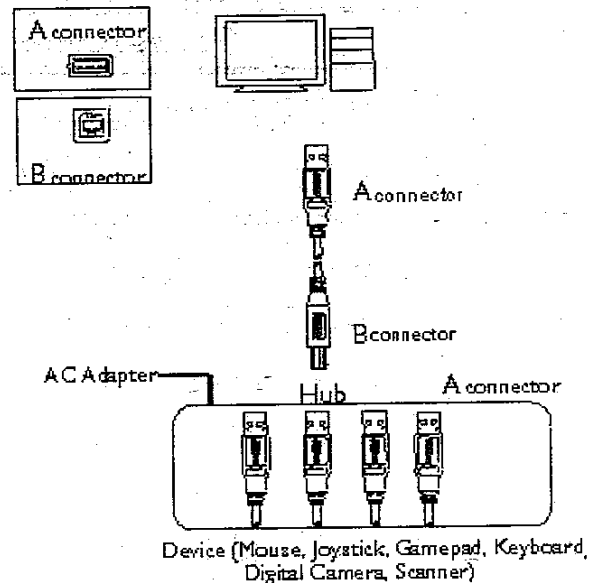 A connector
B connector
A connector
B connector
AC Adapter
Hub
A connector
Device (Mouse, Joystick, Gamepad, Keyboard,
Digital Camera, Scanner)